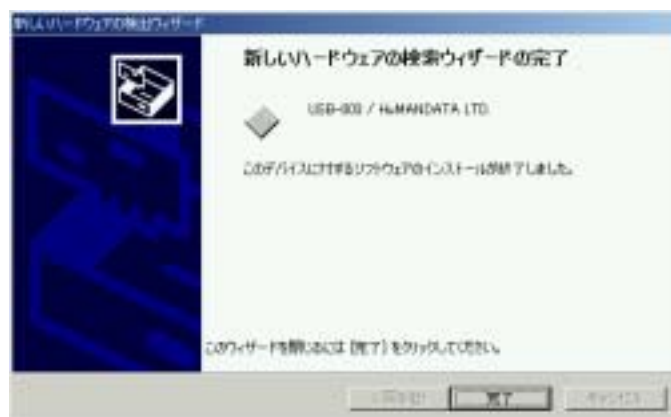 新しいハードウェアの検出ウィザード
新しいハードウェアの検索ウィザードの完了
USB-003 / HuMANDATA LTD.
このデバイスに対するソフトウェアのインストールが終了しました。
このウィザードを閉じるには [完了] をクリックしてください。
< 戻る(B)
完了
キャンセル